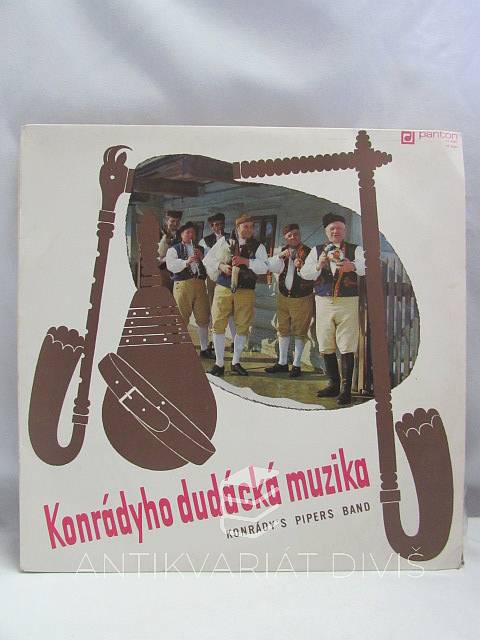 panton
Konrádyho dudácká muzika
KONRÁDY'S PIPERS BAND
ANTIKVARIÁT DIVIŠ